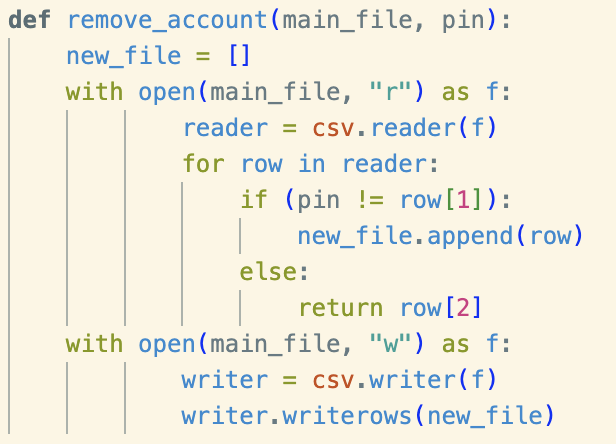 def remove_account(main_file, pin):
    new_file = []
    with open(main_file, "r") as f:
            reader = csv.reader(f)
            for row in reader:
                if (pin != row[1]):
                    new_file.append(row)
                else:
                    return row[2]
    with open(main_file, "w") as f:
            writer = csv.writer(f)
            writer.writerows(new_file)